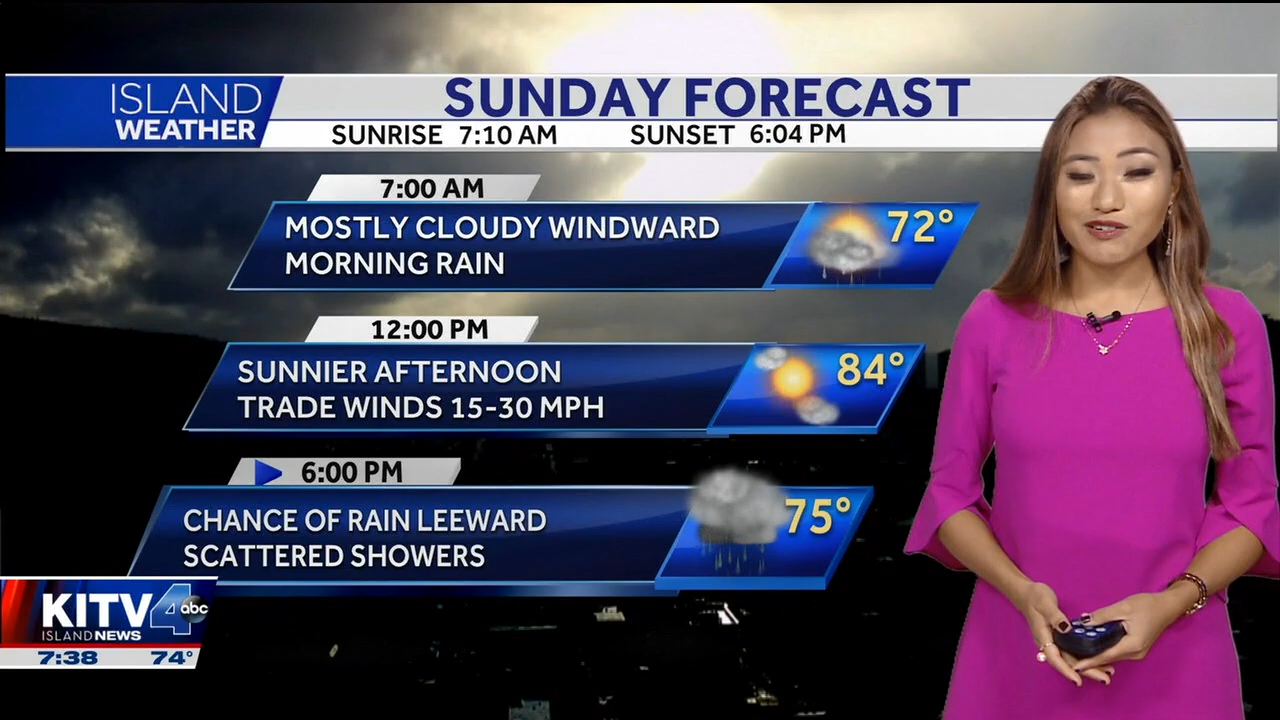 ISLAND
WEATHER
SUNDAY FORECAST
SUNRISE 7:10 AM SUNSET 6:04 PM
7:00 AM
MOSTLY CLOUDY WINDWARD
MORNING RAIN
72°
12:00 PM
SUNNIER AFTERNOON
TRADE WINDS 15-30 MPH
84°
6:00 PM
CHANCE OF RAIN LEEWARD
SCATTERED SHOWERS
75°
KITV4 abc
ISLAND NEWS
7:38 74°